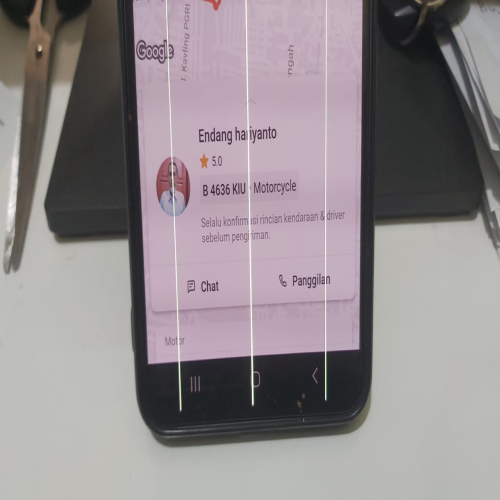 Google
l. Kavling PGRI
ngah
Endang hariyanto
5.0
B 4636 KIU · Motorcycle
Selalu konfirmasi rincian kendaraan & driver
sebelum pengiriman.
Chat
Panggilan
Motor